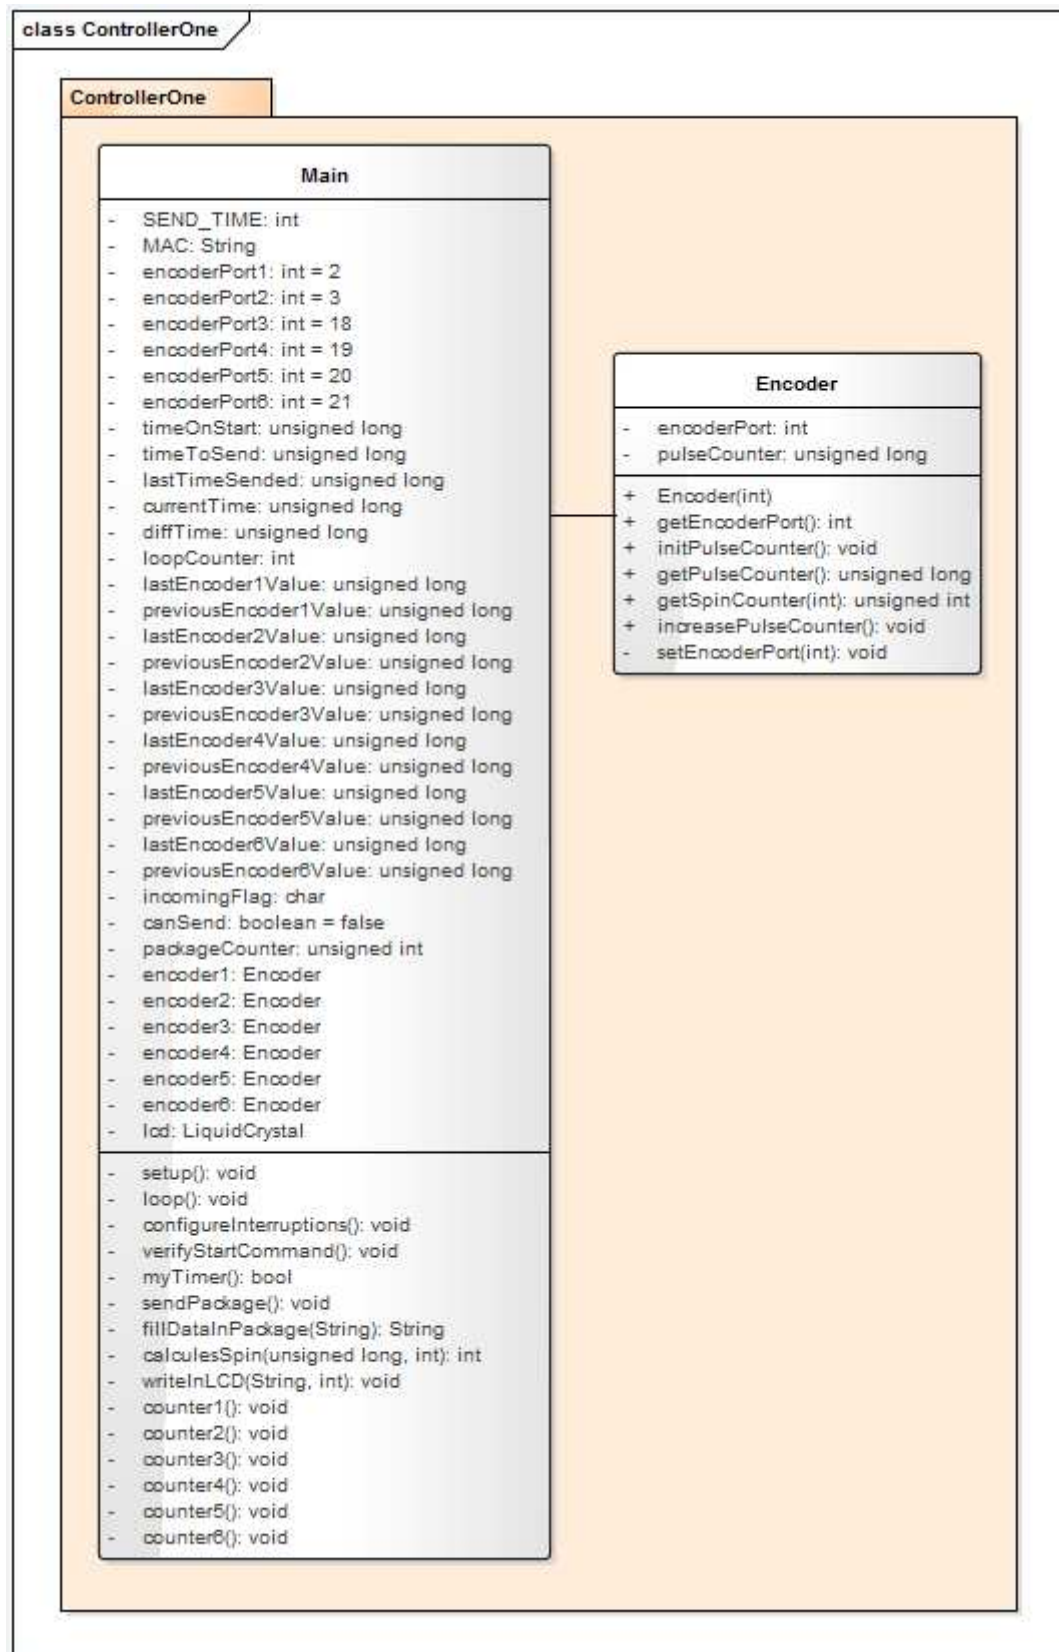 class ControllerOne
ControllerOne
Main
- SEND_TIME: int
- MAC: String
- encoderPort1: int = 2
- encoderPort2: int = 3
- encoderPort3: int = 18
- encoderPort4: int = 19
- encoderPort5: int = 20
- encoderPort6: int = 21
- timeOnStart: unsigned long
- timeToSend: unsigned long
- lastTimeSended: unsigned long
- currentTime: unsigned long
- diffTime: unsigned long
- loopCounter: int
- lastEncoder1Value: unsigned long
- previousEncoder1Value: unsigned long
- lastEncoder2Value: unsigned long
- previousEncoder2Value: unsigned long
- lastEncoder3Value: unsigned long
- previousEncoder3Value: unsigned long
- lastEncoder4Value: unsigned long
- previousEncoder4Value: unsigned long
- lastEncoder5Value: unsigned long
- previousEncoder5Value: unsigned long
- lastEncoder6Value: unsigned long
- previousEncoder6Value: unsigned long
- incomingFlag: char
- canSend: boolean = false
- packageCounter: unsigned int
- encoder1: Encoder
- encoder2: Encoder
- encoder3: Encoder
- encoder4: Encoder
- encoder5: Encoder
- encoder6: Encoder
- lcd: LiquidCrystal
- setup(): void
- loop(): void
- configureInterruptions(): void
- verifyStartCommand(): void
- myTimer(): bool
- sendPackage(): void
- fillDataInPackage(String): String
- calculesSpin(unsigned long, int): int
- writeInLCD(String, int): void
- counter1(): void
- counter2(): void
- counter3(): void
- counter4(): void
- counter5(): void
- counter6(): void
Encoder
- encoderPort: int
- pulseCounter: unsigned long
+ Encoder(int)
+ getEncoderPort(): int
+ initPulseCounter(): void
+ getPulseCounter(): unsigned long
+ getSpinCounter(int): unsigned int
+ increasePulseCounter(): void
- setEncoderPort(int): void